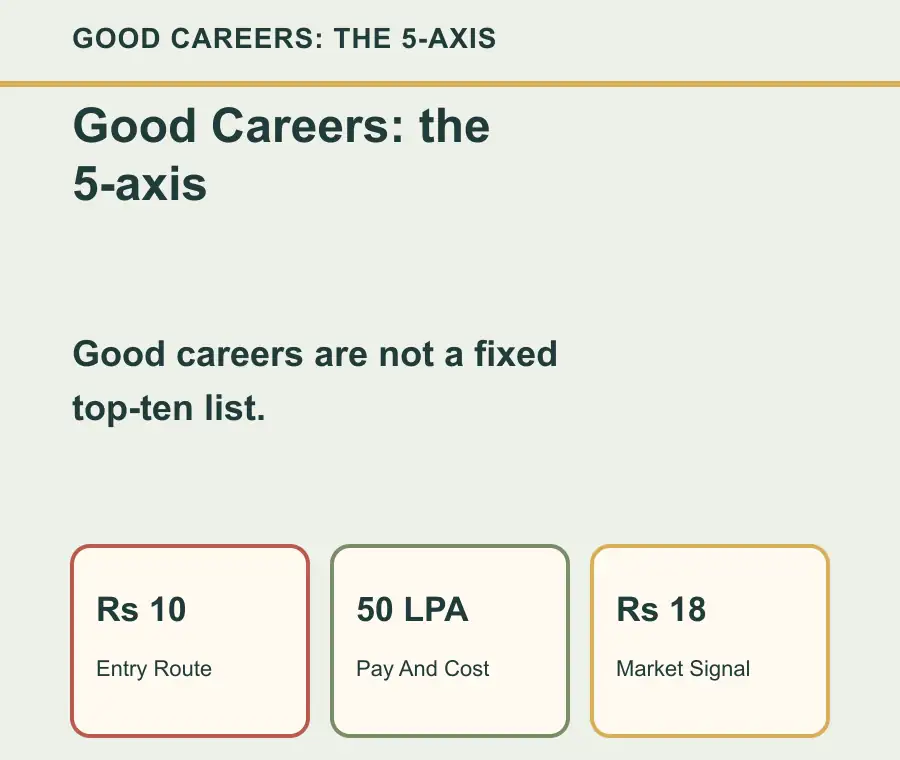 GOOD CAREERS: THE 5-AXIS
Good Careers: the
5-axis
Good careers are not a fixed
top-ten list.
Rs 10
Entry Route
50 LPA
Pay And Cost
Rs 18
Market Signal